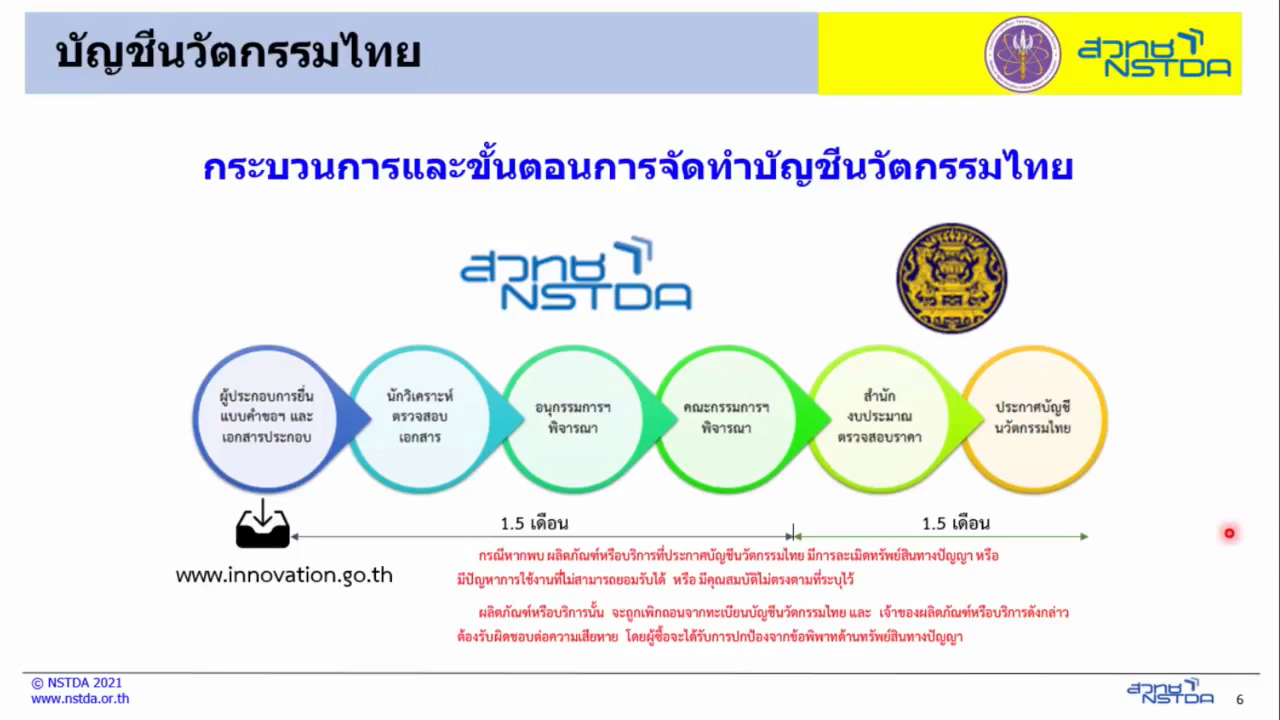 บัญชีนวัตกรรมไทย
สวทช
NSTDA
กระบวนการและขั้นตอนการจัดทำบัญชีนวัตกรรมไทย
สวทช
NSTDA
ผู้ประกอบการยื่น
แบบคำขอฯ และ
เอกสารประกอบ
นักวิเคราะห์
ตรวจสอบ
เอกสาร
อนุกรรมการฯ
พิจารณา
คณะกรรมการฯ
พิจารณา
สำนัก
งบประมาณ
ตรวจสอบราคา
ประกาศบัญชี
นวัตกรรมไทย
1.5 เดือน
1.5 เดือน
www.innovation.go.th
กรณีหากพบ ผลิตภัณฑ์หรือบริการที่ประกาศบัญชีนวัตกรรมไทย มีการละเมิดทรัพย์สินทางปัญญา หรือ
มีปัญหาการใช้งานที่ไม่สามารถยอมรับได้ หรือ มีคุณสมบัติไม่ตรงตามที่ระบุไว้
ผลิตภัณฑ์หรือบริการนั้น จะถูกเพิกถอนจากทะเบียนบัญชีนวัตกรรมไทย และ เจ้าของผลิตภัณฑ์หรือบริการดังกล่าว
ต้องรับผิดชอบต่อความเสียหาย โดยผู้ซื้อจะได้รับการปกป้องจากข้อพิพาทด้านทรัพย์สินทางปัญญา
© NSTDA 2021
www.nstda.or.th
สวทช
NSTDA
6